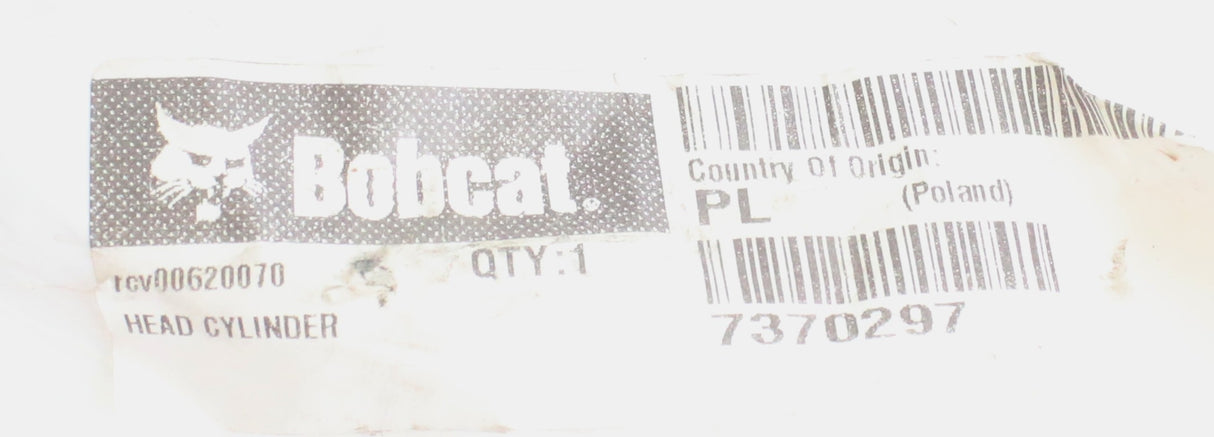 Bobcat®
Country Of Origin:
PL (Poland)
rcv00620070 QTY:1
HEAD CYLINDER
7370297